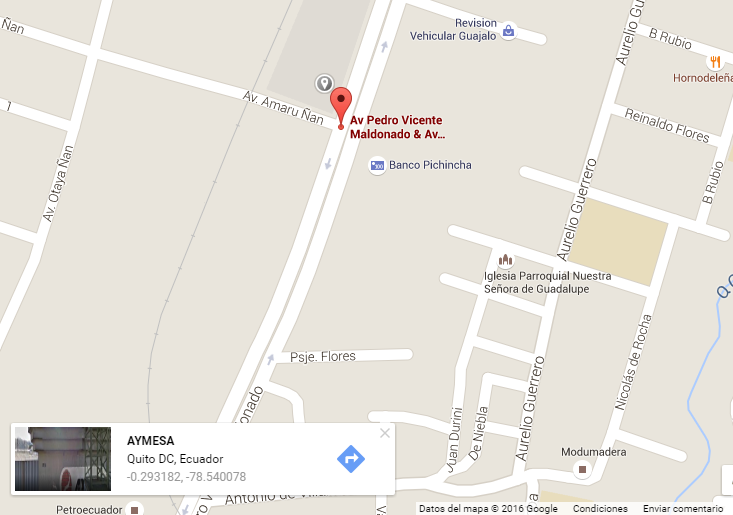 Ñan
Revision
Vehicular Guajalo
Aurelio Guerrero
B Rubio
Hornodeleña
Av. Amaru Ñan
Av Pedro Vicente
Maldonado & Av...
Banco Pichincha
Reinaldo Flores
B Rubio
1
Av. Otaya Ñan
Aurelio Guerrero
Iglesia Parroquial Nuestra
Señora de Guadalupe
Psje. Flores
Nicolás de Rocha
Aurelio Guerrero
Juan Durini
De Niebla
Modumadera
AYMESA
Quito DC, Ecuador
-0.293182, -78.540078
Petroecuador
Datos del mapa © 2016 Google
Condiciones
Enviar comentario